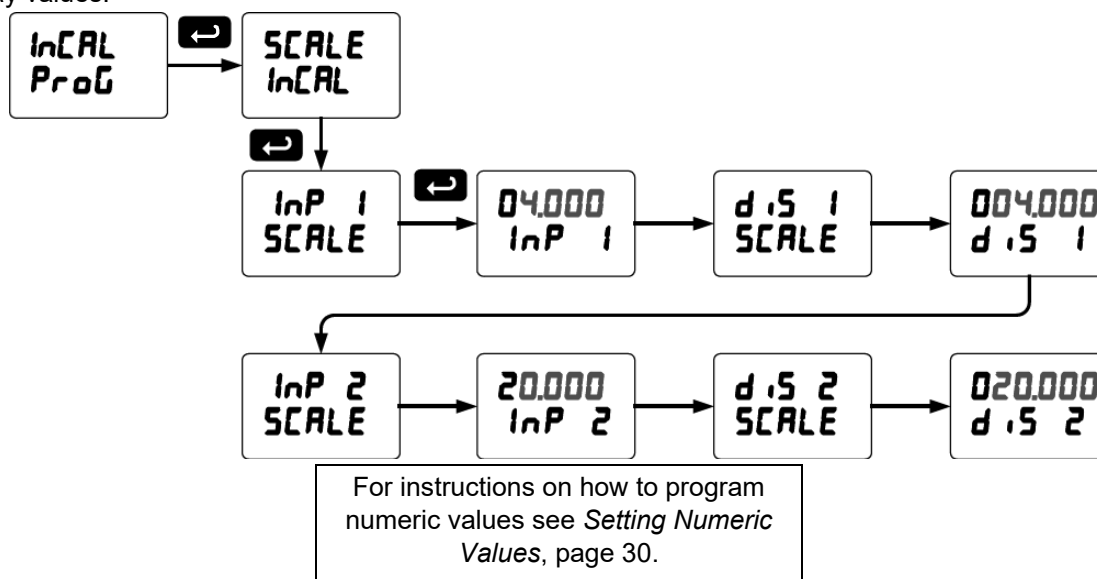 ay values.
InCAL
ProG
SCALE
InCAL
InP 1
SCALE
04.000
InP 1
diS 1
SCALE
004.000
diS 1
InP 2
SCALE
20.000
InP 2
diS 2
SCALE
020.000
diS 2
For instructions on how to program
numeric values see Setting Numeric
Values, page 30.